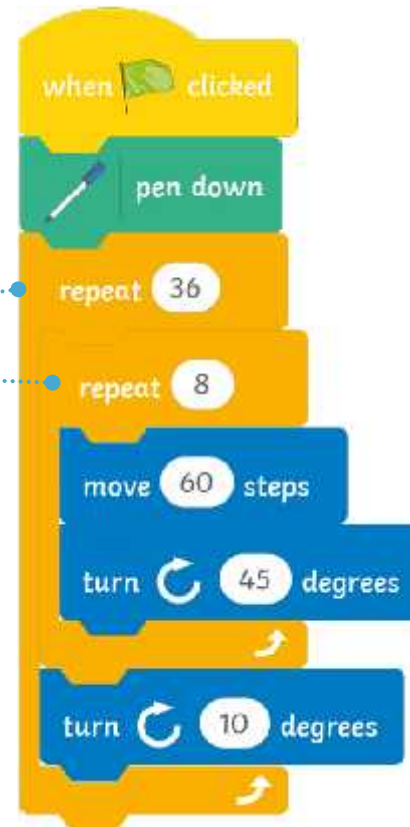 when clicked
pen down
repeat 36
repeat 8
move 60 steps
turn 45 degrees
turn 10 degrees